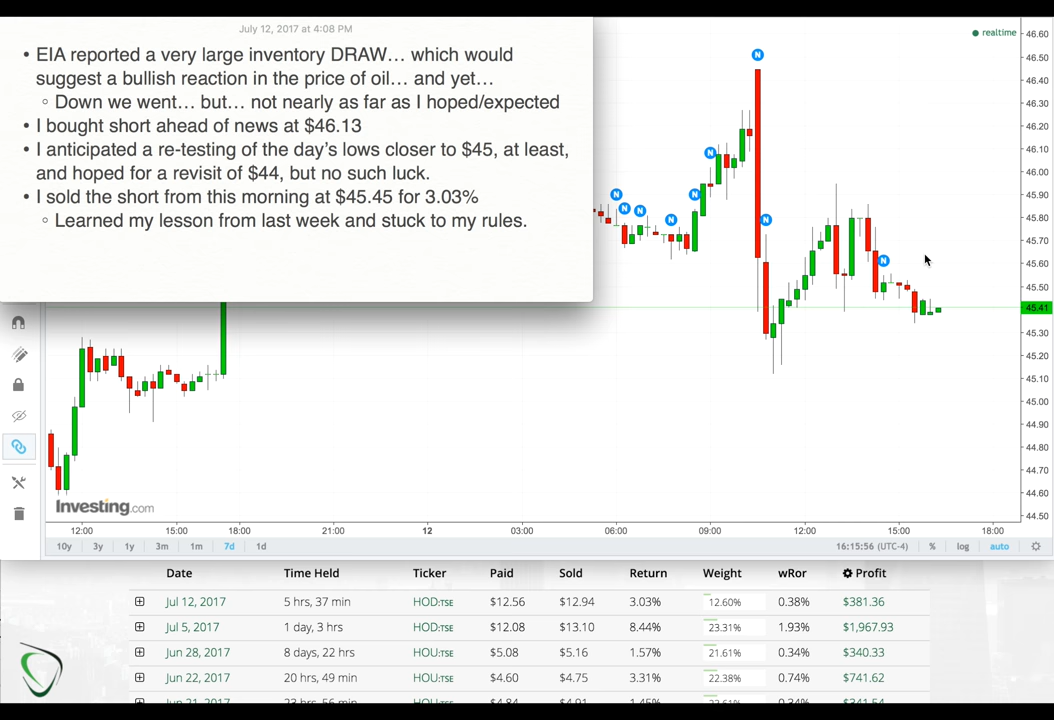 July 12, 2017 at 4:08 PM
• EIA reported a very large inventory DRAW… which would
suggest a bullish reaction in the price of oil… and yet…
◦ Down we went… but… not nearly as far as I hoped/expected
• I bought short ahead of news at $46.13
• I anticipated a re-testing of the day's lows closer to $45, at least,
and hoped for a revisit of $44, but no such luck.
• I sold the short from this morning at $45.45 for 3.03%
◦ Learned my lesson from last week and stuck to my rules.
realtime
46.60
46.50
46.40
46.30
46.20
46.10
46.00
45.90
45.80
45.70
45.60
45.50
45.41
45.30
45.20
45.10
45.00
44.90
44.80
44.70
44.60
44.50
N N N N N N N N N N
Investing.com
12:00 15:00 18:00 21:00 12 03:00 06:00 09:00 12:00 15:00 18:00
10y 3y 1y 3m 1m 7d 1d 16:15:56 (UTC-4) % log auto
Date Time Held Ticker Paid Sold Return Weight wRor Profit
Jul 12, 2017 5 hrs, 37 min HOD:TSE $12.56 $12.94 3.03% 12.60% 0.38% $381.36
Jul 5, 2017 1 day, 3 hrs HOD:TSE $12.08 $13.10 8.44% 23.31% 1.93% $1,967.93
Jun 28, 2017 8 days, 22 hrs HOU:TSE $5.08 $5.16 1.57% 21.61% 0.34% $340.33
Jun 22, 2017 20 hrs, 49 min HOU:TSE $4.60 $4.75 3.31% 22.38% 0.74% $741.62